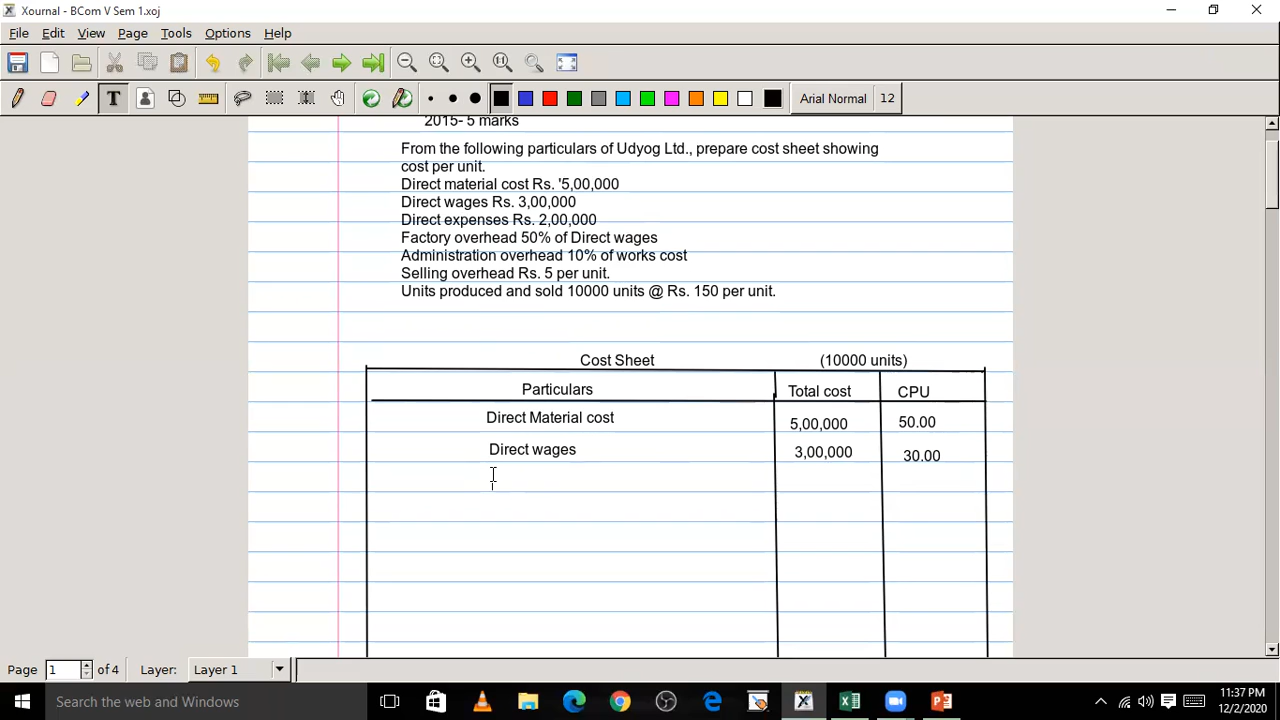 Xournal - BCom V Sem 1.xoj
File Edit View Page Tools Options Help
T Arial Normal 12
2015- 5 marks
From the following particulars of Udyog Ltd., prepare cost sheet showing
cost per unit.
Direct material cost Rs. '5,00,000
Direct wages Rs. 3,00,000
Direct expenses Rs. 2,00,000
Factory overhead 50% of Direct wages
Administration overhead 10% of works cost
Selling overhead Rs. 5 per unit.
Units produced and sold 10000 units @ Rs. 150 per unit.
Cost Sheet (10000 units)
Particulars Total cost CPU
Direct Material cost 5,00,000 50.00
Direct wages 3,00,000 30.00
Page 1 of 4 Layer: Layer 1
Search the web and Windows
11:37 PM
12/2/2020